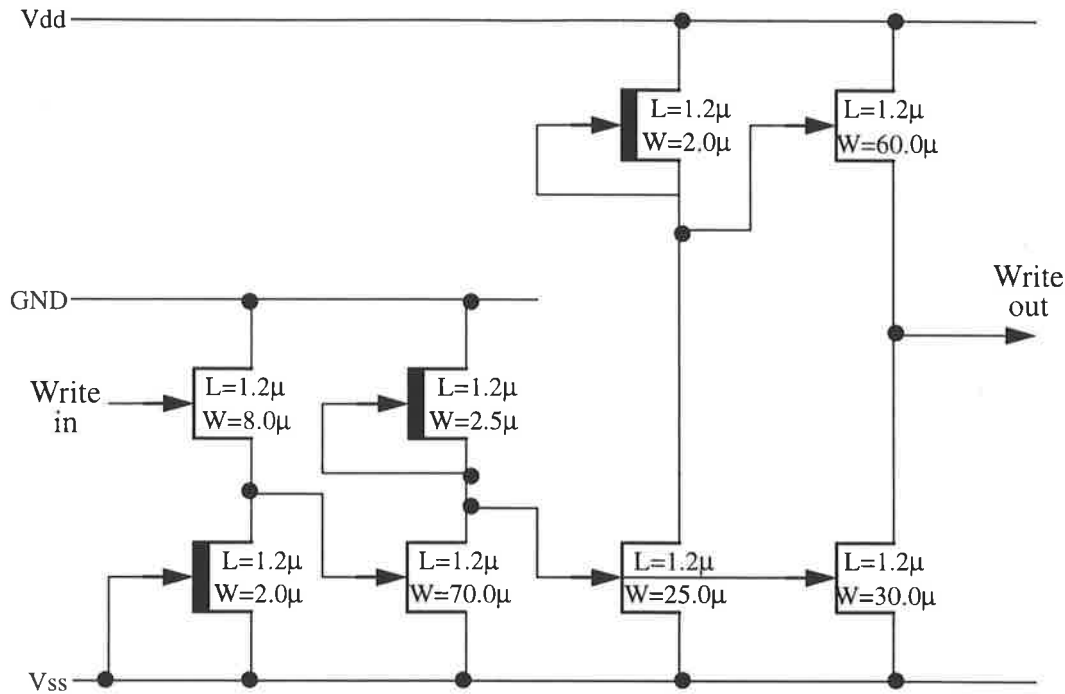 Vdd
L=1.2μ
W=2.0μ
L=1.2μ
W=60.0μ
GND
Write
out
Write
in
L=1.2μ
W=8.0μ
L=1.2μ
W=2.5μ
L=1.2μ
W=2.0μ
L=1.2μ
W=70.0μ
L=1.2μ
W=25.0μ
L=1.2μ
W=30.0μ
Vss